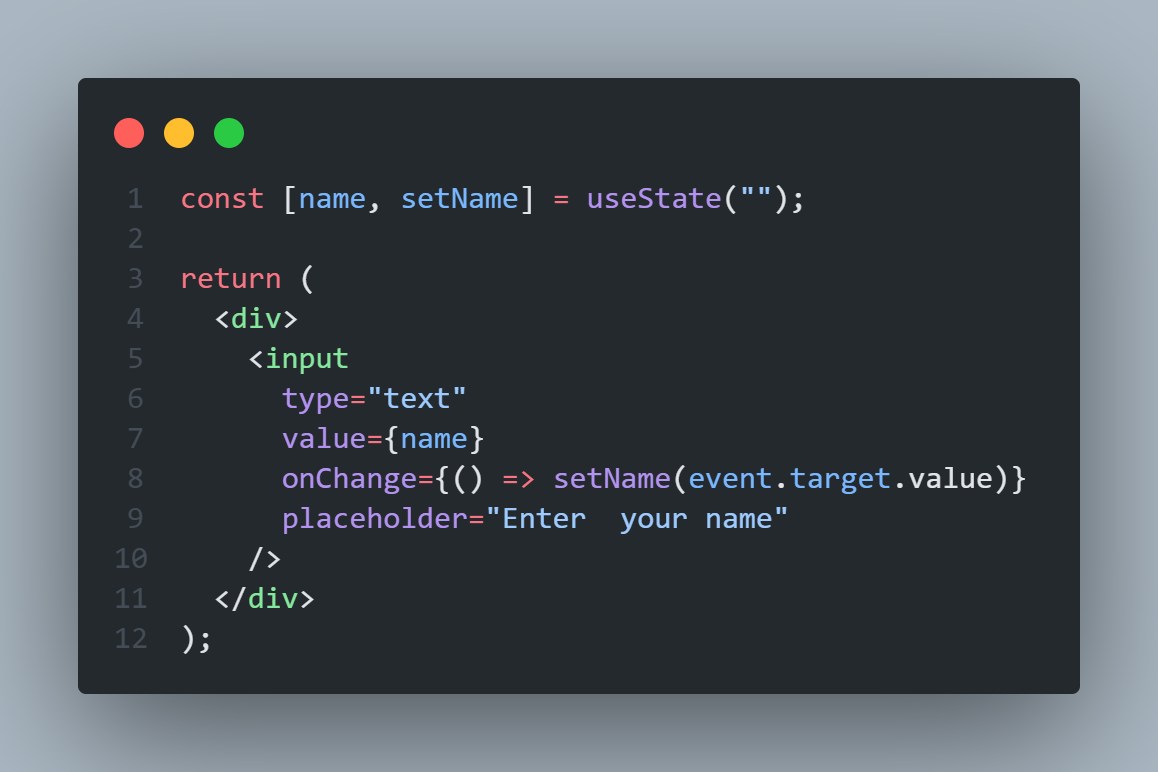 1 const [name, setName] = useState("");
2
3 return (
4   <div>
5     <input
6       type="text"
7       value={name}
8       onChange={() => setName(event.target.value)}
9       placeholder="Enter  your name"
10     />
11   </div>
12 );